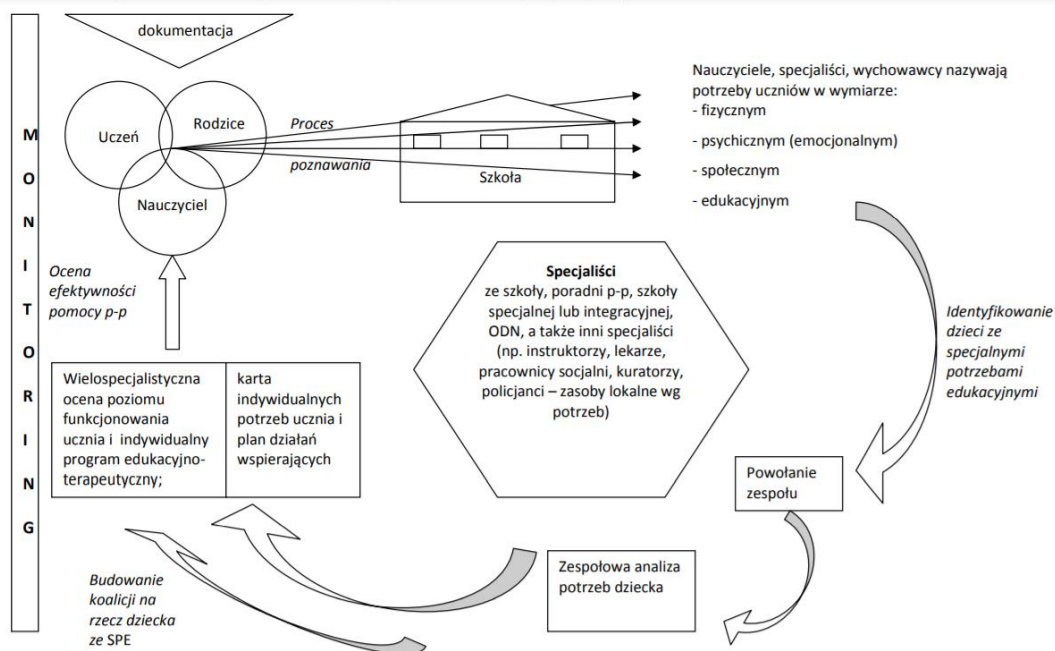 dokumentacja
Uczeń
Rodzice
Nauczyciel
Proces
poznawania
Szkoła
Nauczyciele, specjaliści, wychowawcy nazywają
potrzeby uczniów w wymiarze:
- fizycznym
- psychicznym (emocjonalnym)
- społecznym
- edukacyjnym
MONITORING
Ocena
efektywności
pomocy p-p
Specjaliści
ze szkoły, poradni p-p, szkoły
specjalnej lub integracyjnej,
ODN, a także inni specjaliści
(np. instruktorzy, lekarze,
pracownicy socjalni, kuratorzy,
policjanci – zasoby lokalne wg
potrzeb)
Identyfikowanie
dzieci ze
specjalnymi
potrzebami
edukacyjnymi
Wielospecjalistyczna
ocena poziomu
funkcjonowania
ucznia i indywidualny
program edukacyjno-
terapeutyczny;
karta
indywidualnych
potrzeb ucznia i
plan działań
wspierających
Powołanie
zespołu
Zespołowa analiza
potrzeb dziecka
Budowanie
koalicji na
rzecz dziecka
ze SPE